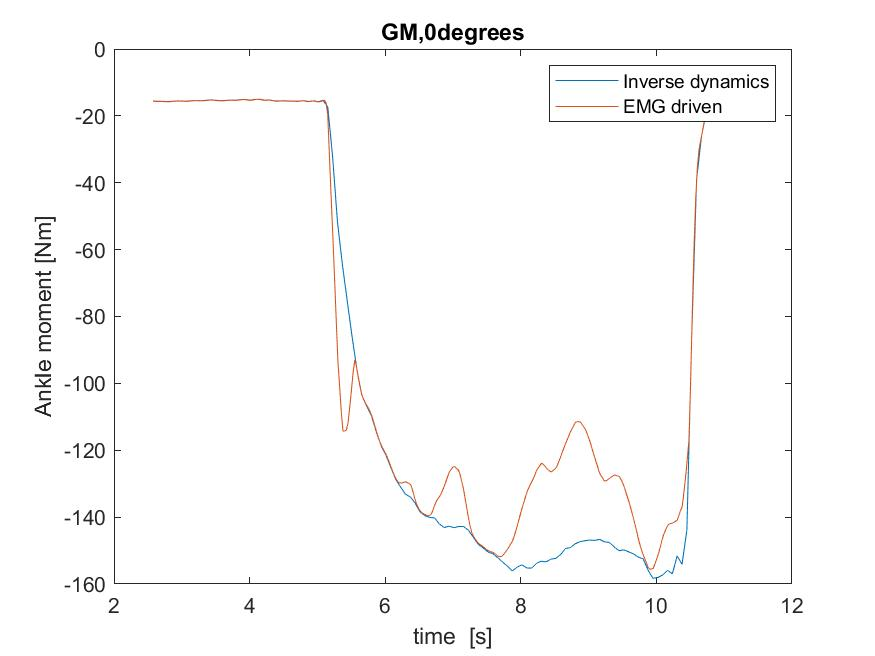 GM,0degrees
Inverse dynamics
EMG driven
0
-20
-40
-60
-80
-100
-120
-140
-160
Ankle moment [Nm]
2 4 6 8 10 12
time [s]